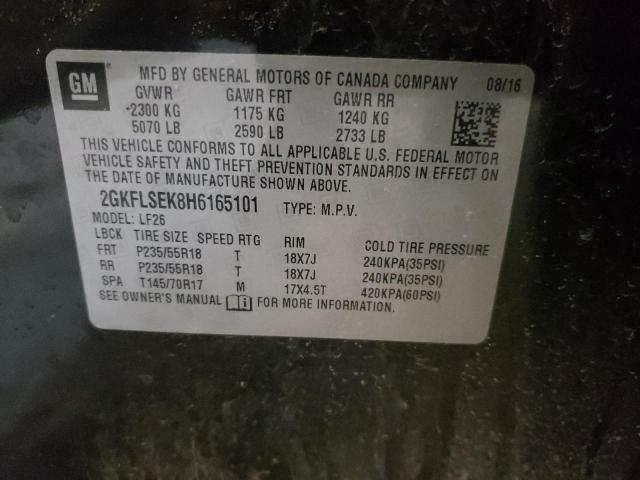 GM
MFD BY GENERAL MOTORS OF CANADA COMPANY 08/16
GVWR GAWR FRT GAWR RR
2300 KG 1175 KG 1240 KG
5070 LB 2590 LB 2733 LB
THIS VEHICLE CONFORMS TO ALL APPLICABLE U.S. FEDERAL MOTOR
VEHICLE SAFETY AND THEFT PREVENTION STANDARDS IN EFFECT ON
THE DATE OF MANUFACTURE SHOWN ABOVE.
2GKFLSEK8H6165101 TYPE: M.P.V.
MODEL: LF26
LBCK TIRE SIZE SPEED RTG RIM COLD TIRE PRESSURE
FRT P235/55R18 T 18X7J 240KPA(35PSI)
RR P235/55R18 T 18X7J 240KPA(35PSI)
SPA T145/70R17 M 17X4.5T 420KPA(60PSI)
SEE OWNER'S MANUAL FOR MORE INFORMATION.